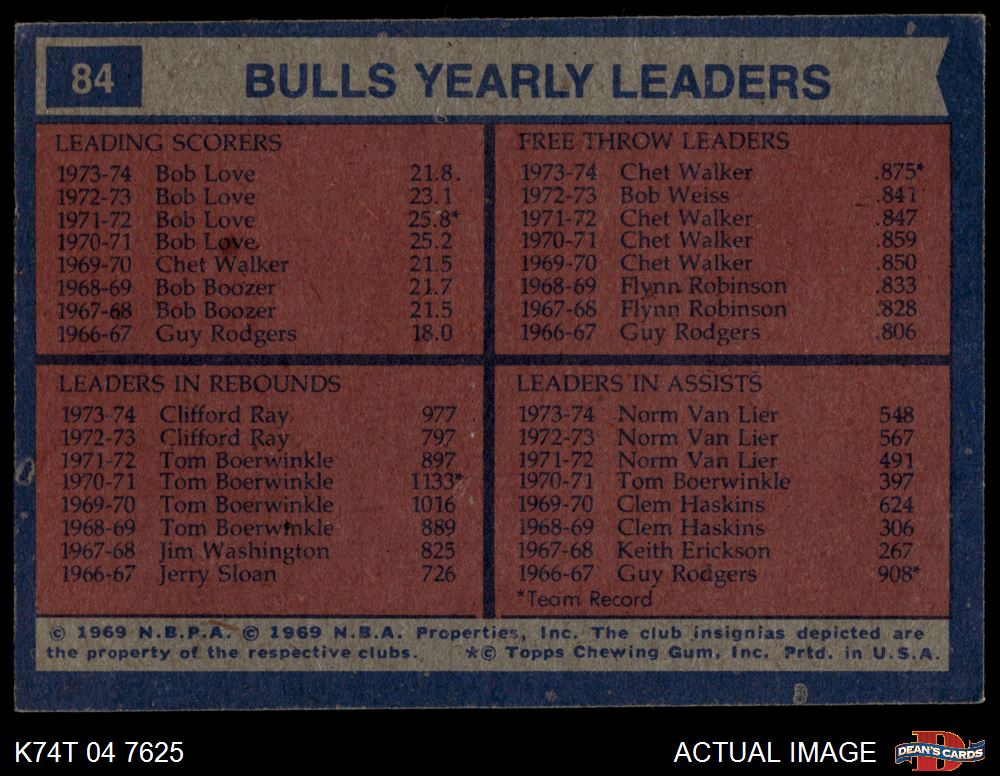 84
BULLS YEARLY LEADERS
LEADING SCORERS
1973-74 Bob Love 21.8.
1972-73 Bob Love 23.1
1971-72 Bob Love 25.8*
1970-71 Bob Love 25.2
1969-70 Chet Walker 21.5
1968-69 Bob Boozer 21.7
1967-68 Bob Boozer 21.5
1966-67 Guy Rodgers 18.0
FREE THROW LEADERS
1973-74 Chet Walker .875*
1972-73 Bob Weiss .841
1971-72 Chet Walker .847
1970-71 Chet Walker .859
1969-70 Chet Walker .850
1968-69 Flynn Robinson .833
1967-68 Flynn Robinson .828
1966-67 Guy Rodgers .806
LEADERS IN REBOUNDS
1973-74 Clifford Ray 977
1972-73 Clifford Ray 797
1971-72 Tom Boerwinkle 897
1970-71 Tom Boerwinkle 1133*
1969-70 Tom Boerwinkle 1016
1968-69 Tom Boerwinkle 889
1967-68 Jim Washington 825
1966-67 Jerry Sloan 726
LEADERS IN ASSISTS
1973-74 Norm Van Lier 548
1972-73 Norm Van Lier 567
1971-72 Norm Van Lier 491
1970-71 Tom Boerwinkle 397
1969-70 Clem Haskins 624
1968-69 Clem Haskins 306
1967-68 Keith Erickson 267
1966-67 Guy Rodgers 908*
*Team Record
© 1969 N.B.P.A. © 1969 N.B.A. Properties, Inc. The club insignias depicted are
the property of the respective clubs. *© Topps Chewing Gum, Inc. Prtd. in U.S.A.
K74T 04 7625
ACTUAL IMAGE
D
DEAN'S CARDS